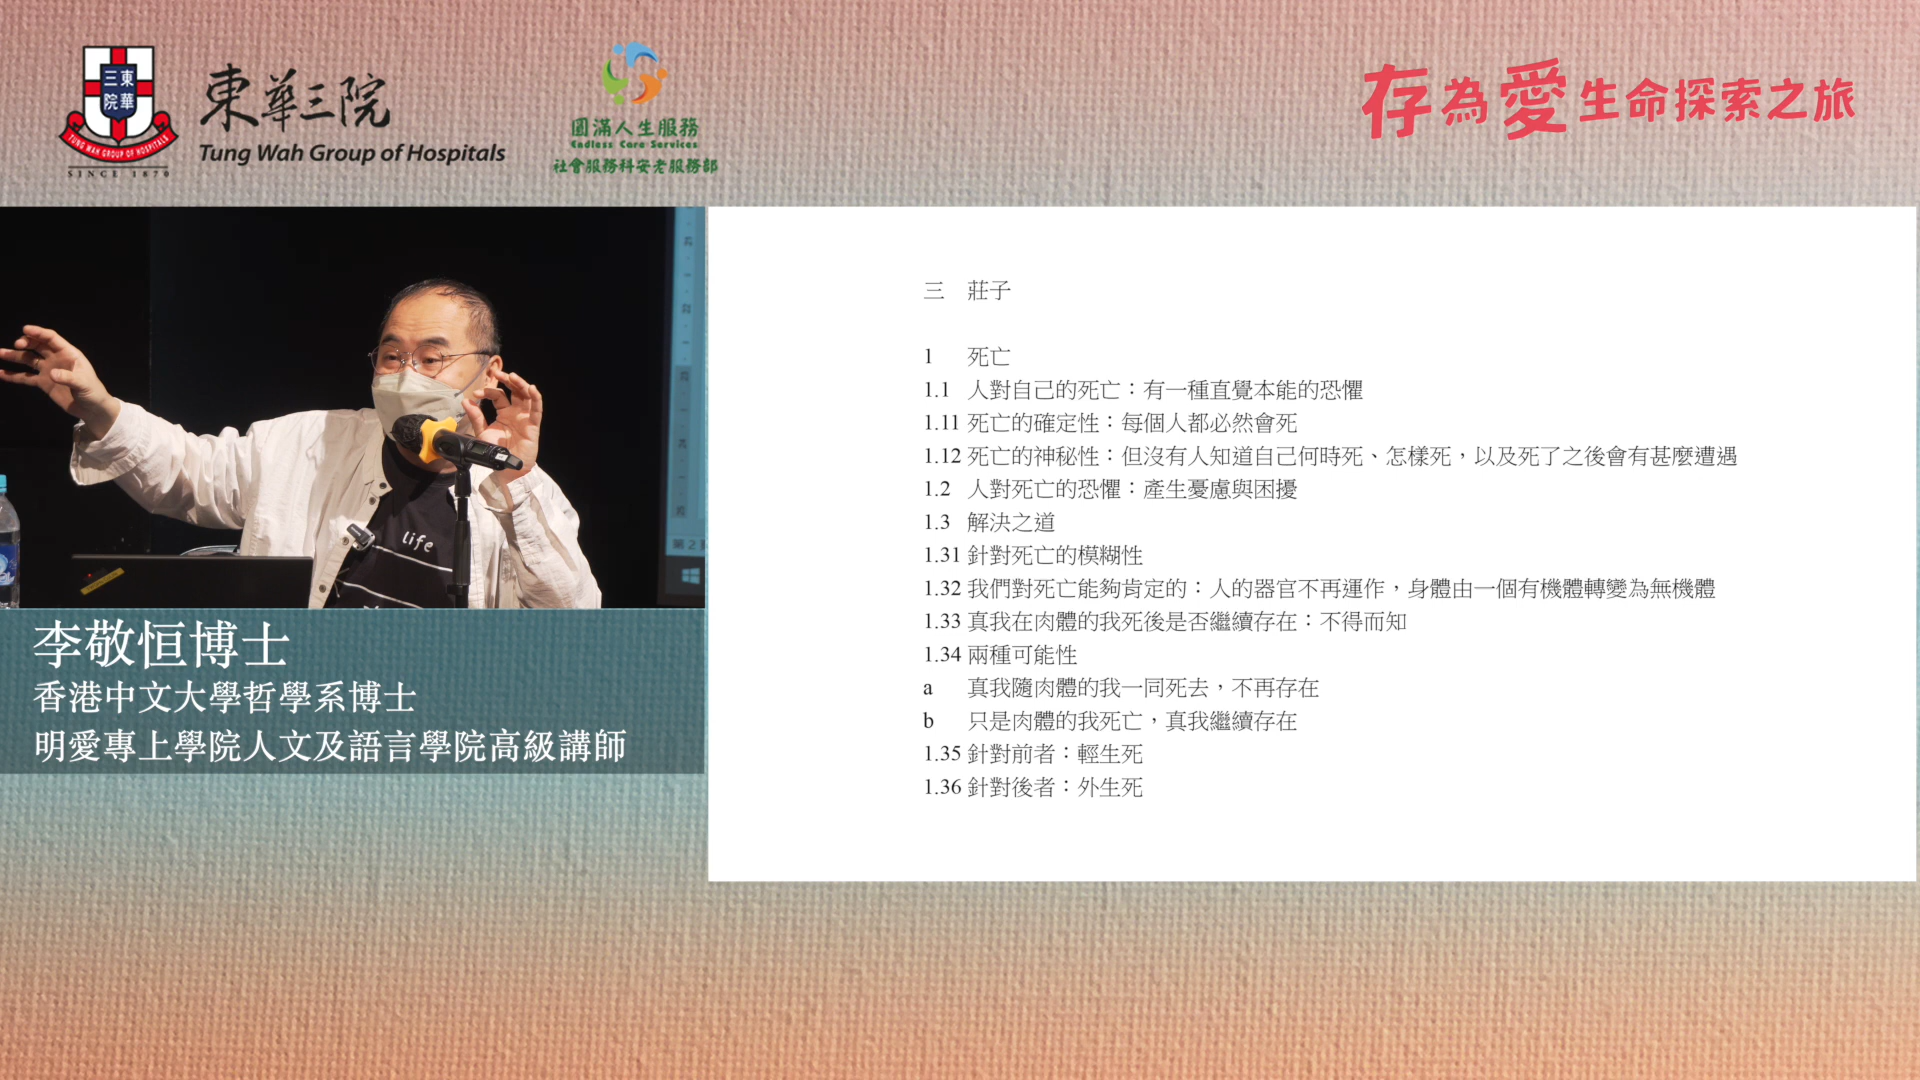 東華三院
東華三院
Tung Wah Group of Hospitals
TUNG WAH GROUP OF HOSPITALS
SINCE 1870
圓滿人生服務
Endless Care Services
社會服務科安老服務部
存為愛生命探索之旅
life
第2
李敬恒博士
香港中文大學哲學系博士
明愛專上學院人文及語言學院高級講師
三 莊子
1 死亡
1.1 人對自己的死亡：有一種直覺本能的恐懼
1.11 死亡的確定性：每個人都必然會死
1.12 死亡的神秘性：但沒有人知道自己何時死、怎樣死，以及死了之後會有甚麼遭遇
1.2 人對死亡的恐懼：產生憂慮與困擾
1.3 解決之道
1.31 針對死亡的模糊性
1.32 我們對死亡能夠肯定的：人的器官不再運作，身體由一個有機體轉變為無機體
1.33 真我在肉體的我死後是否繼續存在：不得而知
1.34 兩種可能性
a 真我隨肉體的我一同死去，不再存在
b 只是肉體的我死亡，真我繼續存在
1.35 針對前者：輕生死
1.36 針對後者：外生死